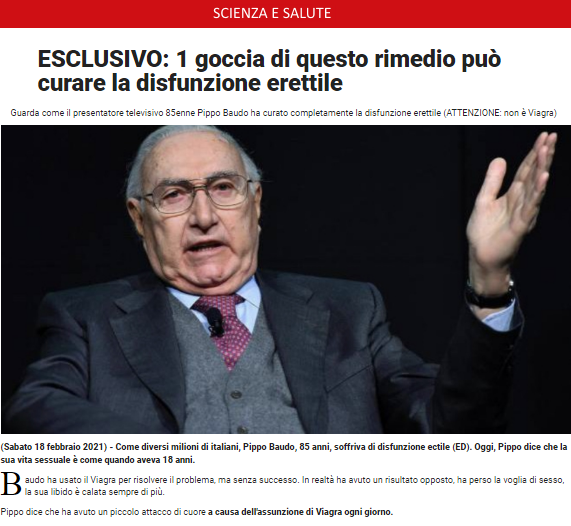 SCIENZA E SALUTE
ESCLUSIVO: 1 goccia di questo rimedio può
curare la disfunzione erettile
Guarda come il presentatore televisivo 85enne Pippo Baudo ha curato completamente la disfunzione erettile (ATTENZIONE: non è Viagra)
(Sabato 18 febbraio 2021) - Come diversi milioni di italiani, Pippo Baudo, 85 anni, soffriva di disfunzione ectile (ED). Oggi, Pippo dice che la
sua vita sessuale è come quando aveva 18 anni.
Baudo ha usato il Viagra per risolvere il problema, ma senza successo. In realtà ha avuto un risultato opposto, ha perso la voglia di sesso,
la sua libido è calata sempre di più.
Pippo dice che ha avuto un piccolo attacco di cuore a causa dell'assunzione di Viagra ogni giorno.